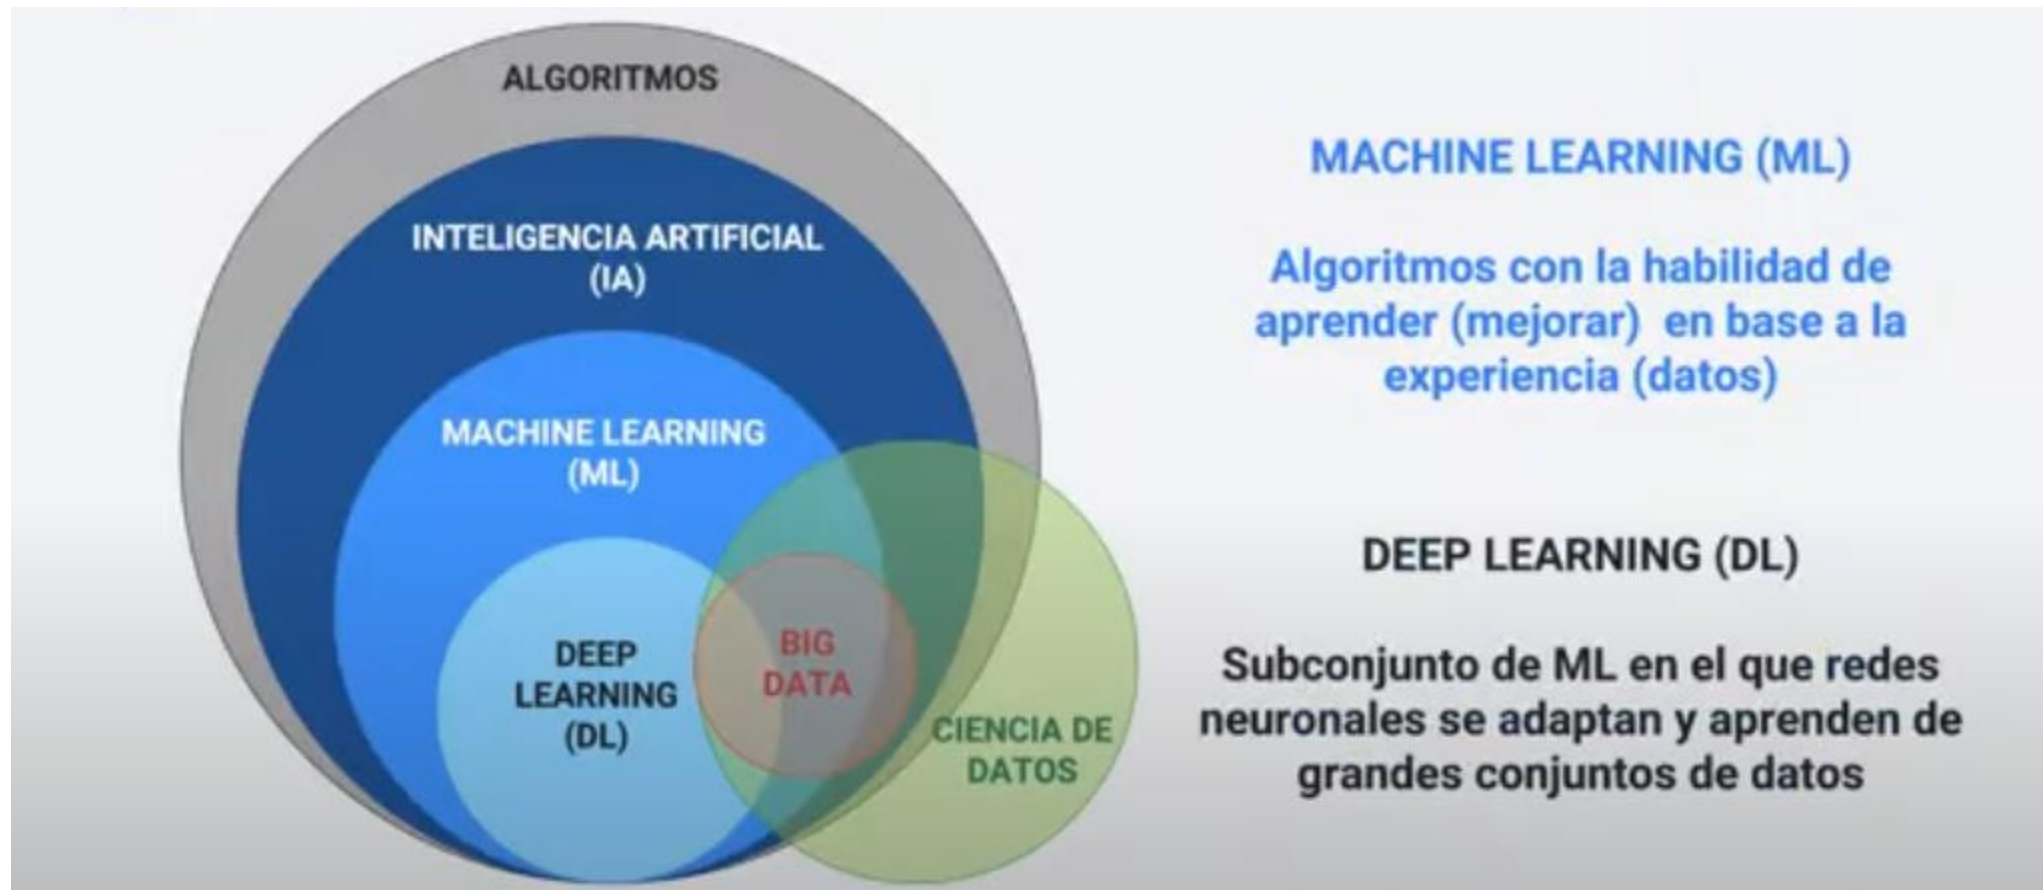 ALGORITMOS
INTELIGENCIA ARTIFICIAL
(IA)
MACHINE LEARNING
(ML)
DEEP
LEARNING
(DL)
BIG
DATA
CIENCIA DE
DATOS
MACHINE LEARNING (ML)
Algoritmos con la habilidad de
aprender (mejorar) en base a la
experiencia (datos)
DEEP LEARNING (DL)
Subconjunto de ML en el que redes
neuronales se adaptan y aprenden de
grandes conjuntos de datos